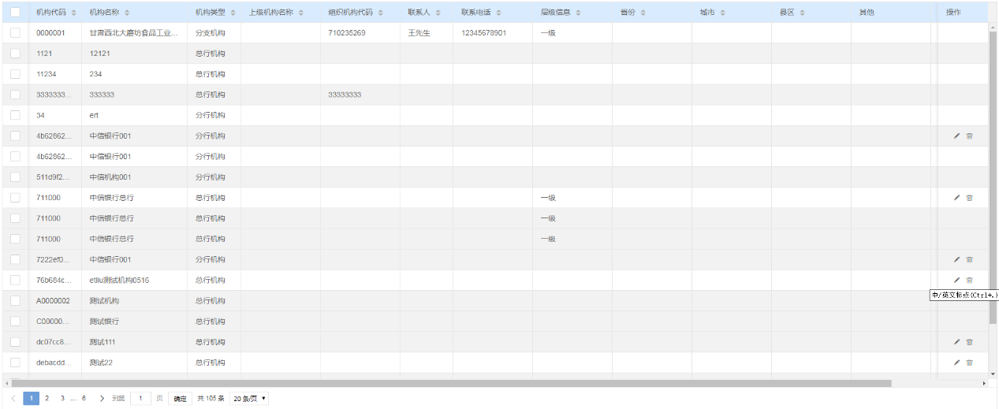 机构代码 机构名称 机构类型 上级机构名称 组织机构代码 联系人 联系电话 层级信息 省份 城市 县区 其他 操作
0000001 甘肃西北大磨坊食品工业... 分支机构 710235269 王先生 12345678901 一级
1121 12121 总行机构
11234 234 总行机构
3333333... 333333 总行机构 33333333
34 ert 分行机构
4b62862... 中信银行001 分行机构
4b62862... 中信银行001 分行机构
511d9f2... 中信机构001 分行机构
711000 中信银行总行 总行机构 一级
711000 中信银行总行 总行机构 一级
711000 中信银行总行 总行机构 一级
7222ef0... 中信银行001 分行机构
76b684c... etliu测试机构0516 总行机构
中/英文标点(Ctrl+.)
A0000002 测试机构 总行机构
C00000... 测试银行 总行机构
dc07cc8... 测试111 总行机构
debacdd... 测试22 总行机构
1 2 3 ... 6 到第 1 页 确定 共 105 条 20 条/页